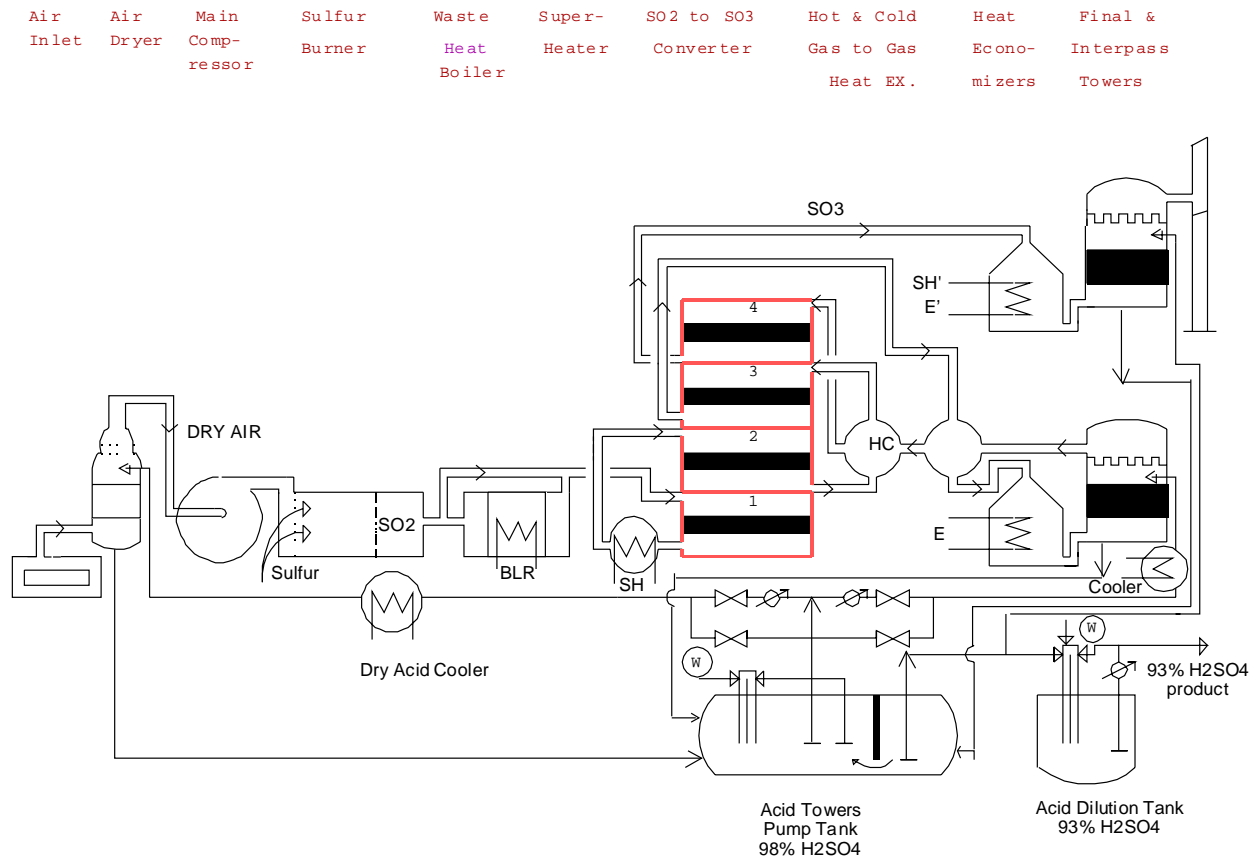 Air
Inlet
Air
Dryer
Main
Comp-
ressor
Sulfur
Burner
Waste
Heat
Boiler
Super-
Heater
SO2 to SO3
Converter
Hot & Cold
Gas to Gas
Heat EX.
Heat
Econo-
mizers
Final &
Interpass
Towers
SO3
SH'
E'
4
3
2
1
DRY AIR
HC
SO2
Sulfur
BLR
SH
E
Cooler
Dry Acid Cooler
W
W
93% H2SO4
product
Acid Towers
Pump Tank
98% H2SO4
Acid Dilution Tank
93% H2SO4